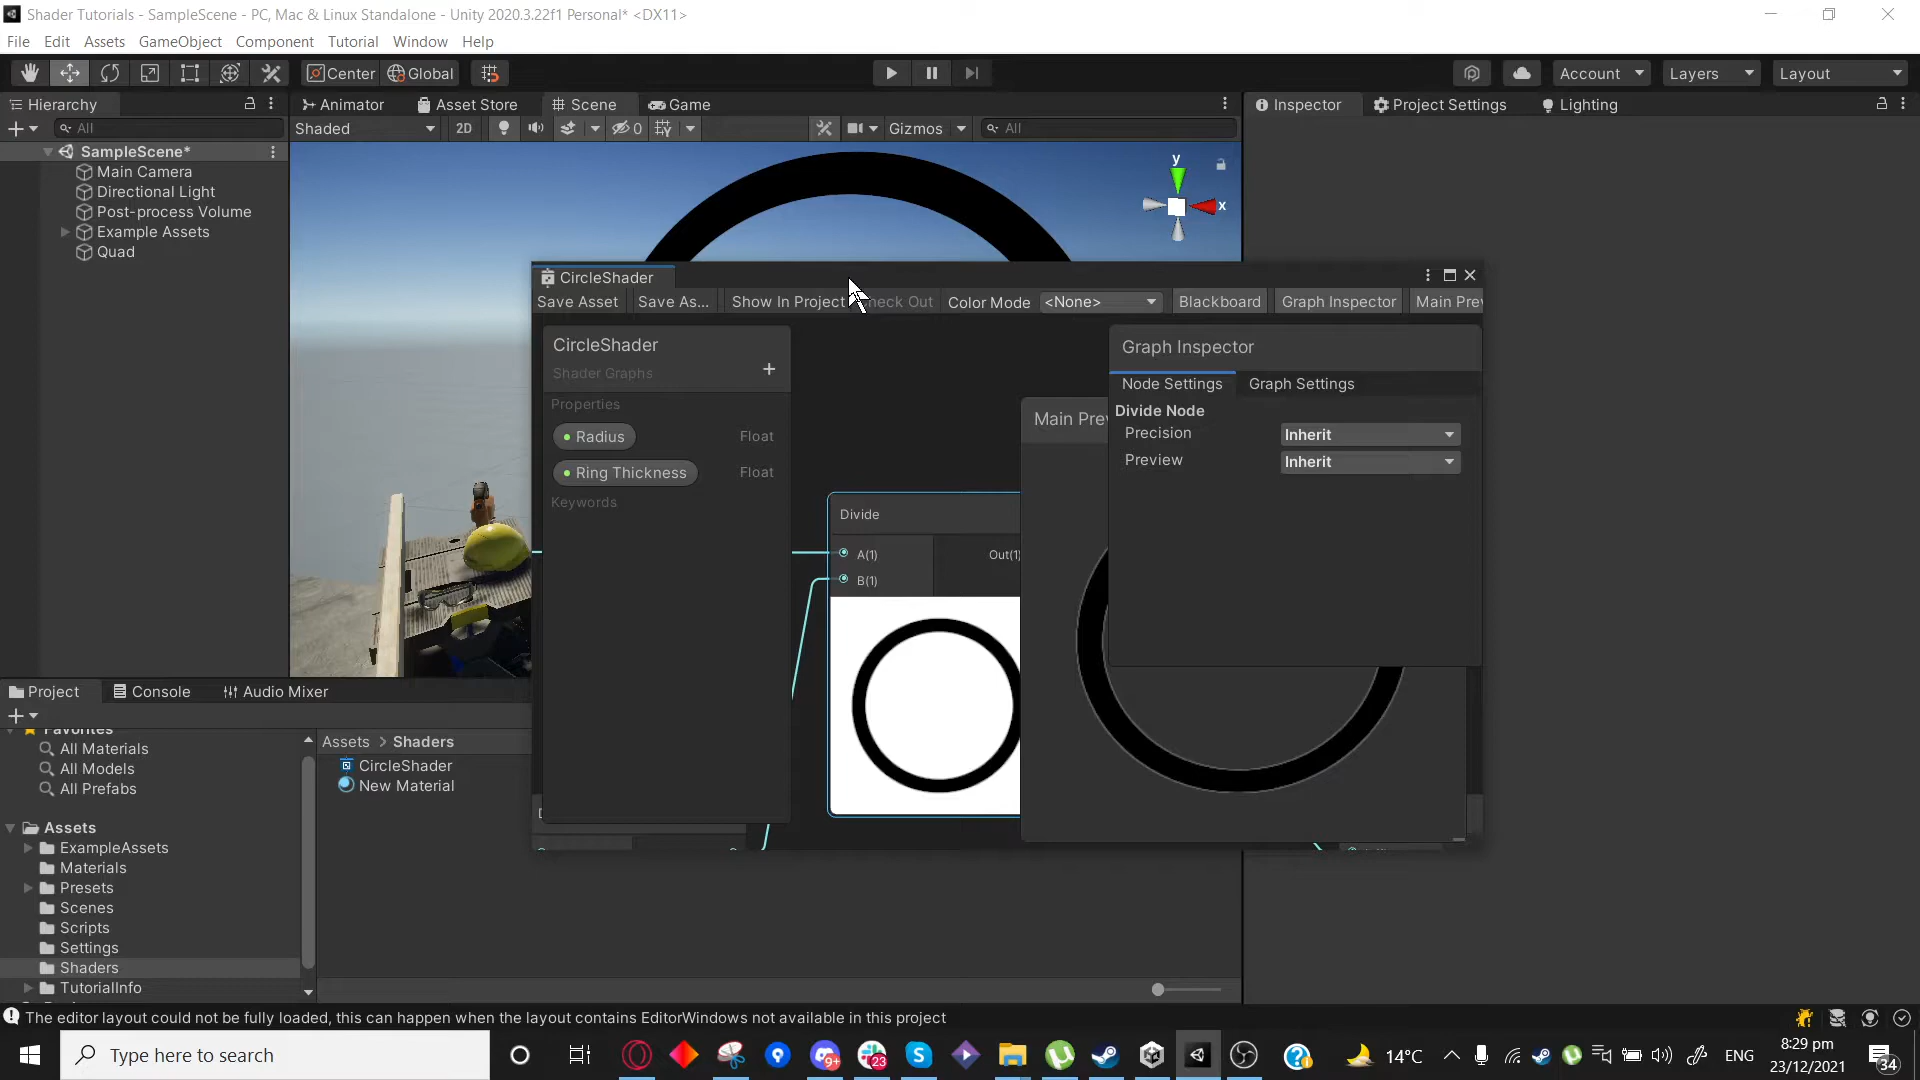 Shader Tutorials - SampleScene - PC, Mac & Linux Standalone - Unity 2020.3.22f1 Personal* <DX11>
File Edit Assets GameObject Component Tutorial Window Help
Center Global Account Layers Layout
Hierarchy Animator Asset Store Scene Game Inspector Project Settings Lighting
All Shaded 2D 0 Gizmos All
SampleScene*
Main Camera
Directional Light
Post-process Volume
Example Assets
Quad
y
x
CircleShader
Save Asset Save As... Show In Project heck Out Color Mode <None> Blackboard Graph Inspector Main Prev
CircleShader
Shader Graphs
Properties
Radius Float
Ring Thickness Float
Keywords
Divide
A(1) Out(1)
B(1)
Main Prev
Graph Inspector
Node Settings Graph Settings
Divide Node
Precision Inherit
Preview Inherit
Project Console Audio Mixer
Favorites
All Materials
All Models
All Prefabs
Assets
ExampleAssets
Materials
Presets
Scenes
Scripts
Settings
Shaders
TutorialInfo
Assets > Shaders
CircleShader
New Material
The editor layout could not be fully loaded, this can happen when the layout contains EditorWindows not available in this project
Type here to search
9+
23
14°C
ENG
8:29 pm
23/12/2021
34